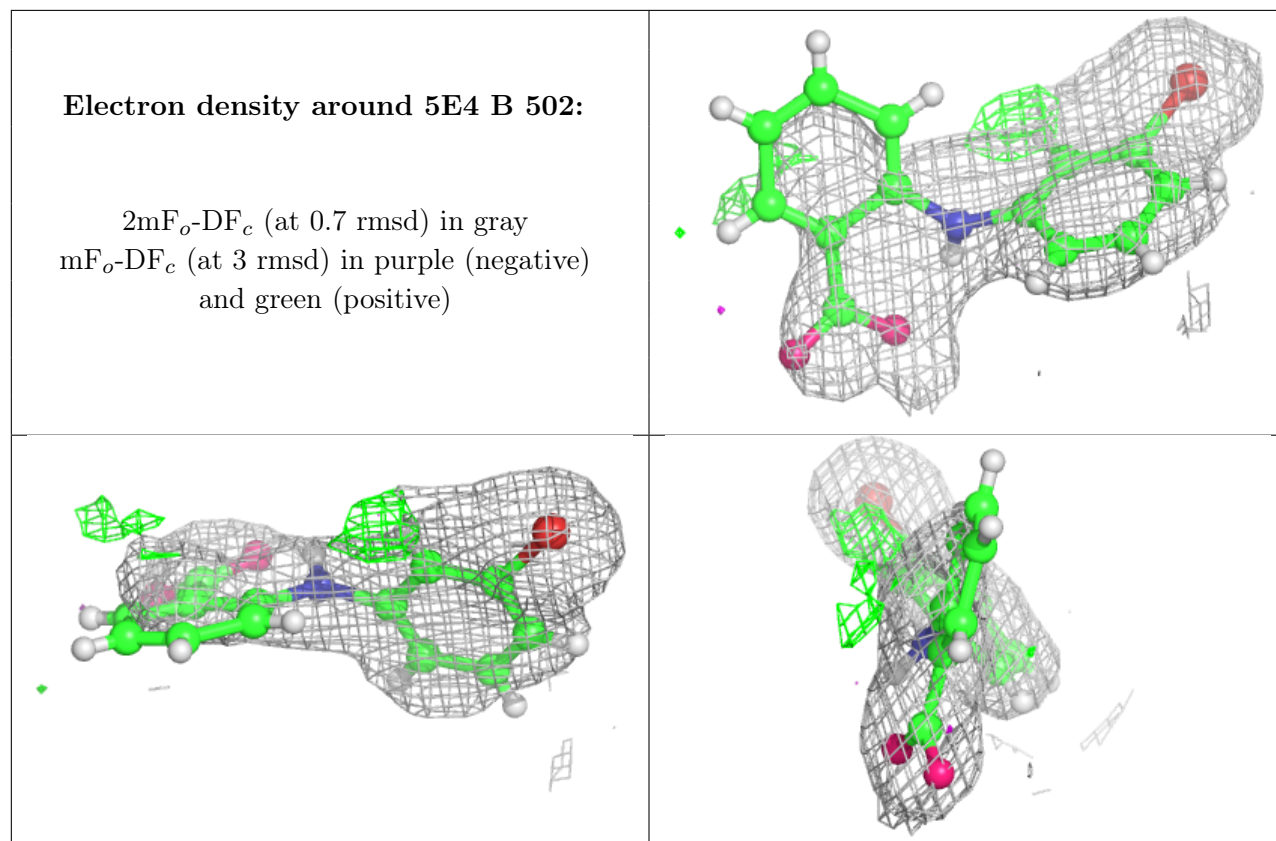 Electron density around 5E4 B 502:
2mFo-DFc (at 0.7 rmsd) in gray
mFo-DFc (at 3 rmsd) in purple (negative)
and green (positive)